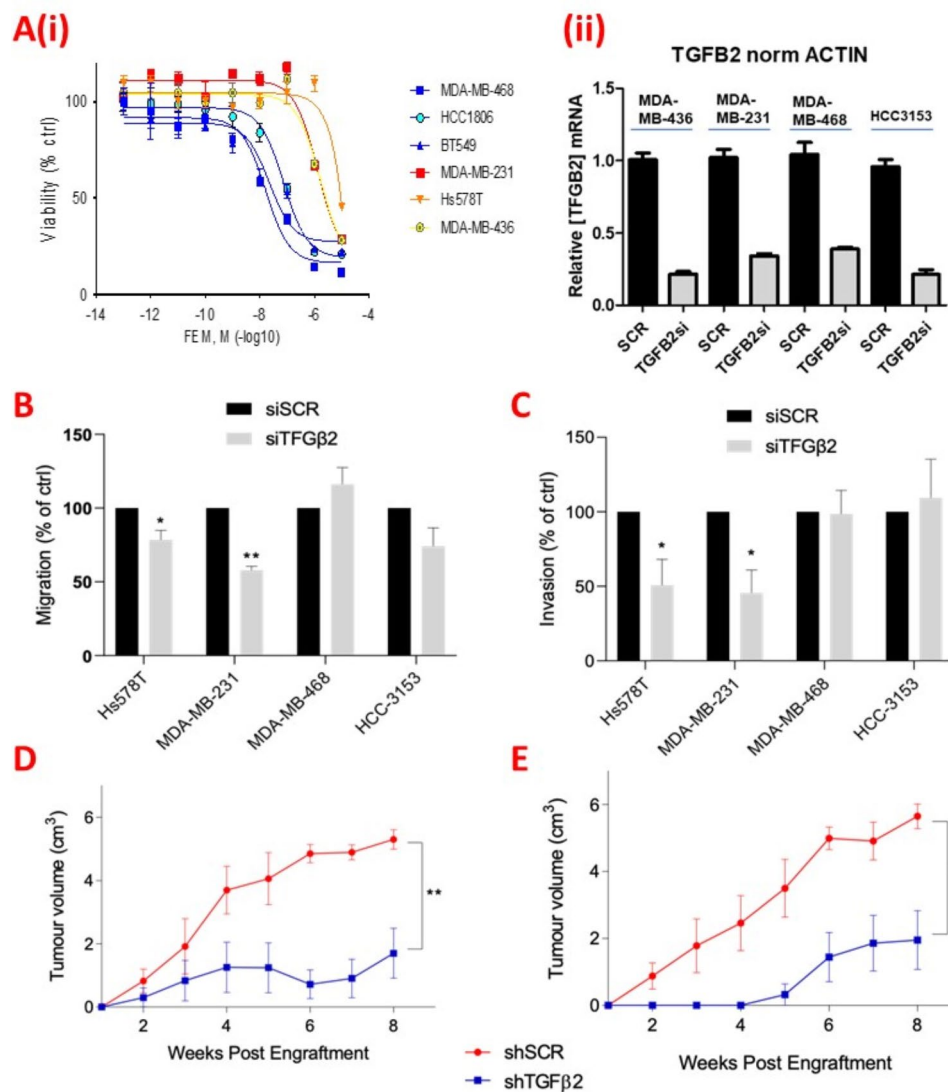 A(i)
Viability (% ctrl)
100
50
0
-14
-12
-10
-8
-6
-4
FEM, M (-log10)
MDA-MB-468
HCC1806
BT549
MDA-MB-231
Hs578T
MDA-MB-436
(ii)
TGFB2 norm ACTIN
Relative [TFGB2] mRNA
1.5
1.0
0.5
0.0
MDA-
MB-436
MDA-
MB-231
MDA-
MB-468
HCC3153
SCR
TGFB2si
SCR
TGFB2si
SCR
TGFB2si
SCR
TGFB2si
B
siSCR
siTFGβ2
Migration (% of ctrl)
150
100
50
0
*
**
Hs578T
MDA-MB-231
MDA-MB-468
HCC-3153
C
siSCR
siTFGβ2
Invasion (% of ctrl)
150
100
50
0
*
*
Hs578T
MDA-MB-231
MDA-MB-468
HCC-3153
D
Tumour volume (cm³)
6
4
2
0
2
4
6
8
**
Weeks Post Engraftment
E
Tumour volume (cm³)
6
4
2
0
2
4
6
8
Weeks Post Engraftment
shSCR
shTGFβ2